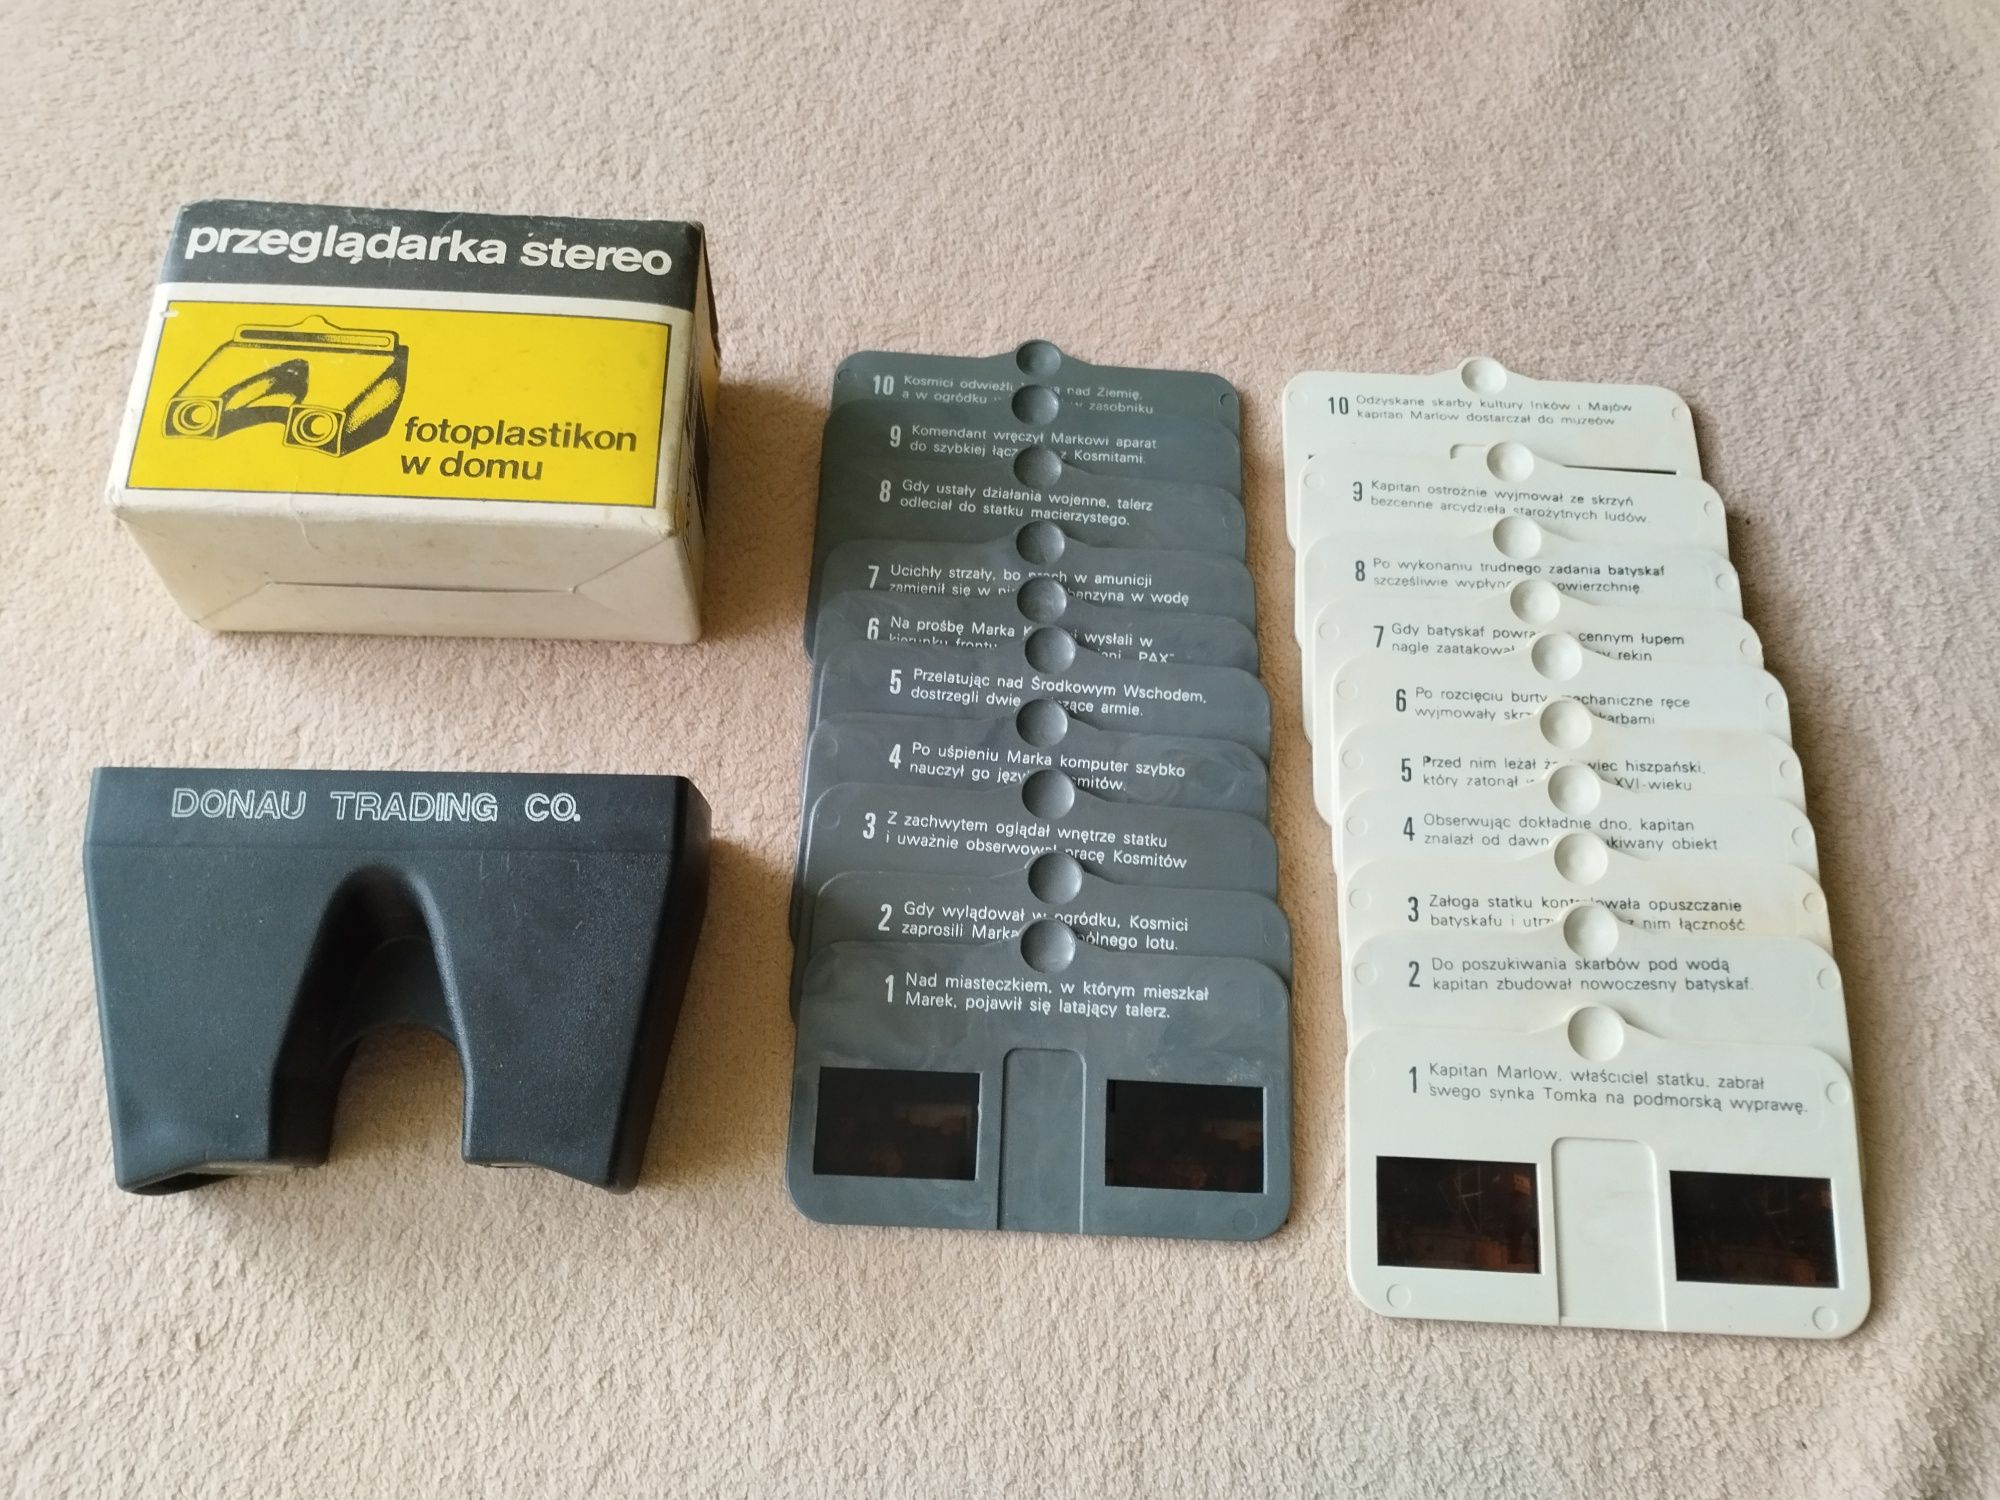 przeglądarka stereo
fotoplastikon
w domu
DONAU TRADING CO.
10 Kosmici odwieźli nad Ziemię,
a w ogródku zasobniku
9 Komendant wręczył Markowi aparat
do szybkiej z Kosmitami.
8 Gdy ustały działania wojenne, talerz
odleciał do statku macierzystego.
7 Ucichły strzały, bo w amunicji
zamienił się w benzyna w wodę
6 Na prośbę Marka wysłali w
kierunku frontu „PAX"
5 Przelatując nad Środkowym Wschodem,
dostrzegli dwie armie.
4 Po uśpieniu Marka komputer szybko
nauczył go
3 Z zachwytem oglądał wnętrze statku
i uważnie obserwował pracę Kosmitów
2 Gdy wylądował w ogródku, Kosmici
zaprosili Marka lotu.
1 Nad miasteczkiem, w którym mieszkał
Marek, pojawił się latający talerz.
10 Odzyskane skarby kultury Inków i Majów
kapitan Marlow dostarczał do muzeów
9 Kapitan ostrożnie wyjmował ze skrzyń
bezcenne arcydzieła starożytnych ludów.
8 Po wykonaniu trudnego zadania batyskaf
szczęśliwie powierzchnię.
7 Gdy batyskaf cennym łupem
nagle zaatakował rekin
6 Po rozcięciu burty mechaniczne ręce
wyjmowały skarbami
5 Przed nim leżał hiszpański,
który zatonął XVI-wieku
4 Obserwując dokładnie dno, kapitan
znalazł od obiekt
3 Załoga statku kontrolowała opuszczanie
batyskafu i z nim łączność
2 Do poszukiwania skarbów pod wodą
kapitan zbudował nowoczesny batyskaf.
1 Kapitan Marlow, właściciel statku, zabrał
swego synka Tomka na podmorską wyprawę.